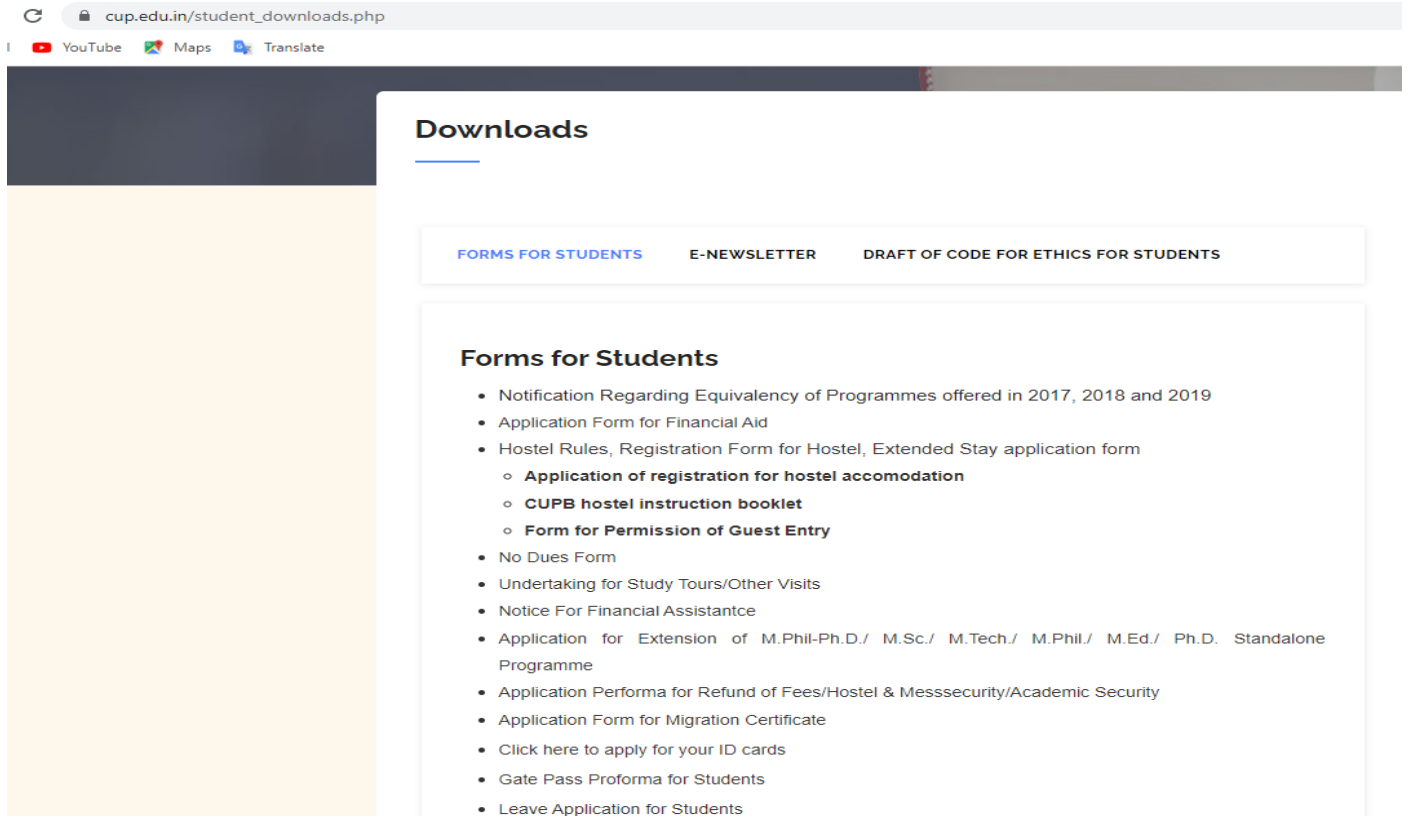 cup.edu.in/student_downloads.php
YouTube Maps Translate
Downloads
FORMS FOR STUDENTS E-NEWSLETTER DRAFT OF CODE FOR ETHICS FOR STUDENTS
Forms for Students
• Notification Regarding Equivalency of Programmes offered in 2017, 2018 and 2019
• Application Form for Financial Aid
• Hostel Rules, Registration Form for Hostel, Extended Stay application form
○ Application of registration for hostel accomodation
○ CUPB hostel instruction booklet
○ Form for Permission of Guest Entry
• No Dues Form
• Undertaking for Study Tours/Other Visits
• Notice For Financial Assistantce
• Application for Extension of M.Phil-Ph.D./ M.Sc./ M.Tech./ M.Phil./ M.Ed./ Ph.D. Standalone
Programme
• Application Performa for Refund of Fees/Hostel & Messsecurity/Academic Security
• Application Form for Migration Certificate
• Click here to apply for your ID cards
• Gate Pass Proforma for Students
• Leave Application for Students